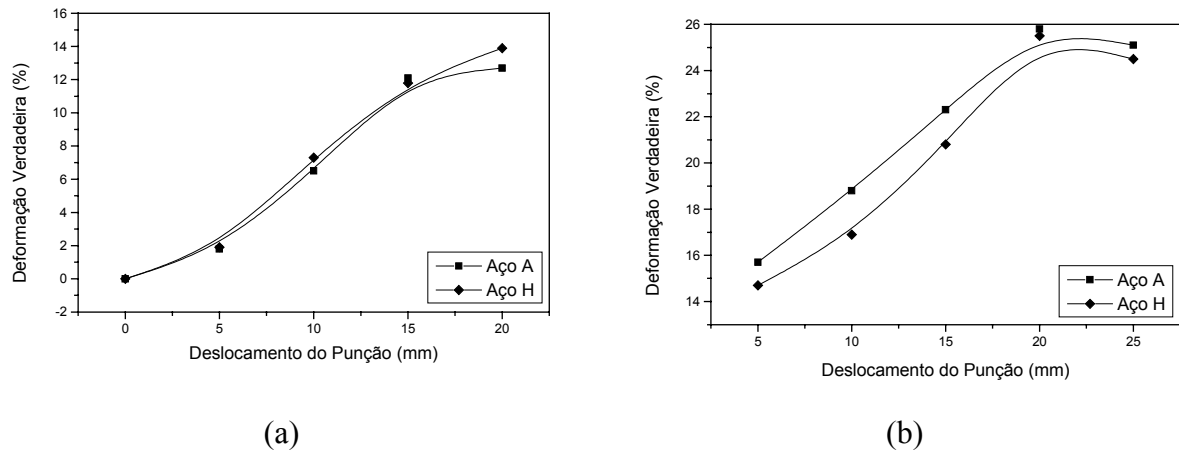 16
14
12
10
8
6
4
2
0
-2
Deformação Verdadeira (%)
0 5 10 15 20
Deslocamento do Punção (mm)
Aço A
Aço H
(a)
26
24
22
20
18
16
14
Deformação Verdadeira (%)
5 10 15 20 25
Deslocamento do Punção (mm)
Aço A
Aço H
(b)